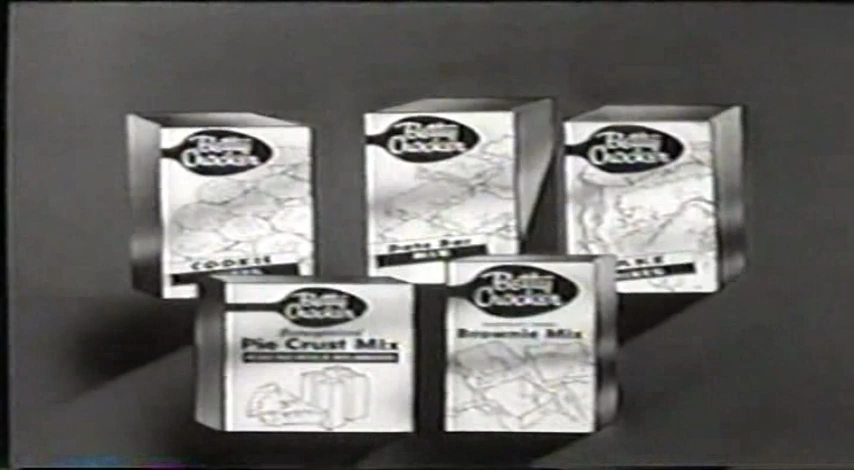 Betty
Crocker
COOKIE
Betty
Crocker
Date Bar
MIX
Betty
Crocker
Betty
Crocker
Pie Crust Mix
Betty
Crocker
Brownie Mix